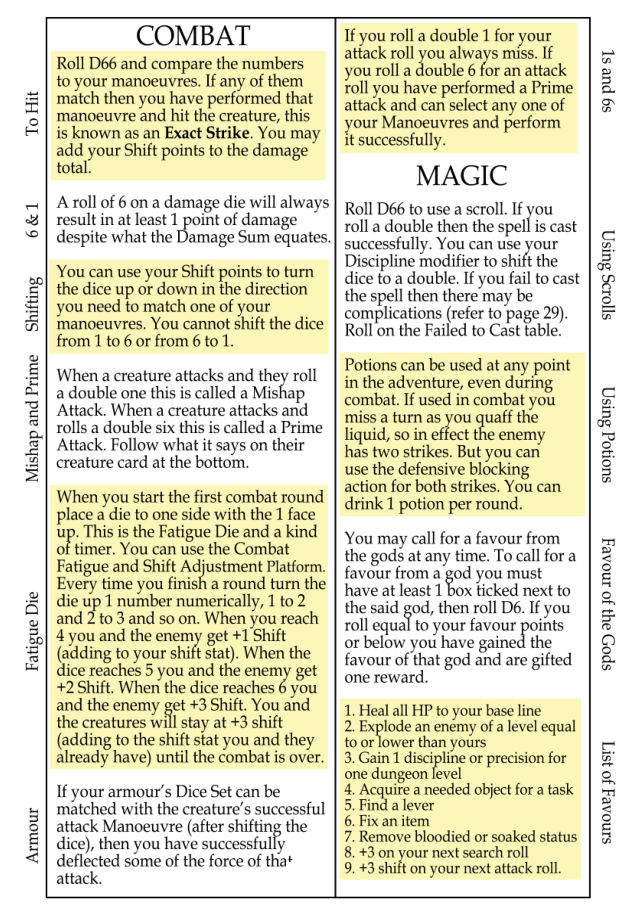 COMBAT
To Hit
Roll D66 and compare the numbers
to your manoeuvres. If any of them
match then you have performed that
manoeuvre and hit the creature, this
is known as an Exact Strike. You may
add your Shift points to the damage
total.
6 & 1
A roll of 6 on a damage die will always
result in at least 1 point of damage
despite what the Damage Sum equates.
Shifting
You can use your Shift points to turn
the dice up or down in the direction
you need to match one of your
manoeuvres. You cannot shift the dice
from 1 to 6 or from 6 to 1.
Mishap and Prime
When a creature attacks and they roll
a double one this is called a Mishap
Attack. When a creature attacks and
rolls a double six this is called a Prime
Attack. Follow what it says on their
creature card at the bottom.
Fatigue Die
When you start the first combat round
place a die to one side with the 1 face
up. This is the Fatigue Die and a kind
of timer. You can use the Combat
Fatigue and Shift Adjustment Platform.
Every time you finish a round turn the
die up 1 number numerically, 1 to 2
and 2 to 3 and so on. When you reach
4 you and the enemy get +1 Shift
(adding to your shift stat). When the
dice reaches 5 you and the enemy get
+2 Shift. When the dice reaches 6 you
and the enemy get +3 Shift. You and
the creatures will stay at +3 shift
(adding to the shift stat you and they
already have) until the combat is over.
Armour
If your armour's Dice Set can be
matched with the creature's successful
attack Manoeuvre (after shifting the
dice), then you have successfully
deflected some of the force of that
attack.
1s and 6s
If you roll a double 1 for your
attack roll you always miss. If
you roll a double 6 for an attack
roll you have performed a Prime
attack and can select any one of
your Manoeuvres and perform
it successfully.
MAGIC
Using Scrolls
Roll D66 to use a scroll. If you
roll a double then the spell is cast
successfully. You can use your
Discipline modifier to shift the
dice to a double. If you fail to cast
the spell then there may be
complications (refer to page 29).
Roll on the Failed to Cast table.
Using Potions
Potions can be used at any point
in the adventure, even during
combat. If used in combat you
miss a turn as you quaff the
liquid, so in effect the enemy
has two strikes. But you can
use the defensive blocking
action for both strikes. You can
drink 1 potion per round.
Favour of the Gods
You may call for a favour from
the gods at any time. To call for a
favour from a god you must
have at least 1 box ticked next to
the said god, then roll D6. If you
roll equal to your favour points
or below you have gained the
favour of that god and are gifted
one reward.
List of Favours
1. Heal all HP to your base line
2. Explode an enemy of a level equal
to or lower than yours
3. Gain 1 discipline or precision for
one dungeon level
4. Acquire a needed object for a task
5. Find a lever
6. Fix an item
7. Remove bloodied or soaked status
8. +3 on your next search roll
9. +3 shift on your next attack roll.